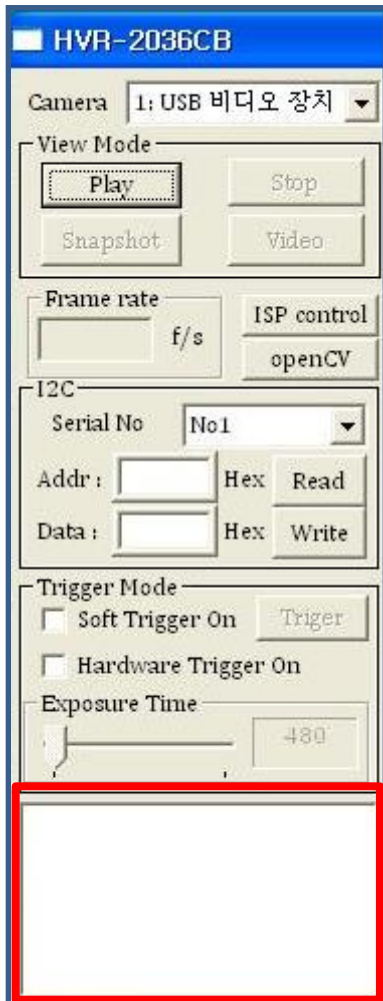 HVR-2036CB
Camera 1: USB 비디오 장치
View Mode
Play Stop
Snapshot Video
Frame rate
f/s
ISP control
openCV
I2C
Serial No No1
Addr : Hex Read
Data : Hex Write
Trigger Mode
Soft Trigger On Triger
Hardware Trigger On
Exposure Time
480